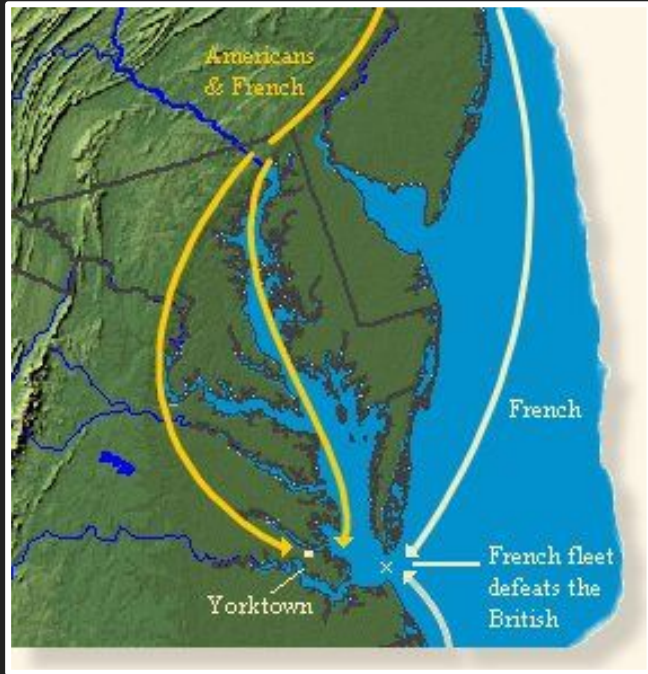 Americans
& French
French
French fleet
defeats the
British
Yorktown